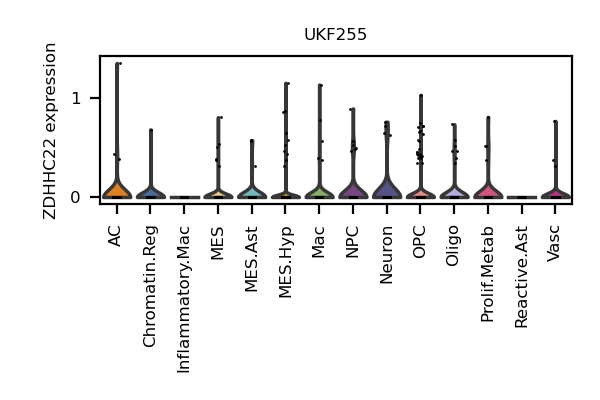 UKF255
ZDHHC22 expression
1
0
AC
Chromatin.Reg
Inflammatory.Mac
MES
MES.Ast
MES.Hyp
Mac
NPC
Neuron
OPC
Oligo
Prolif.Metab
Reactive.Ast
Vasc